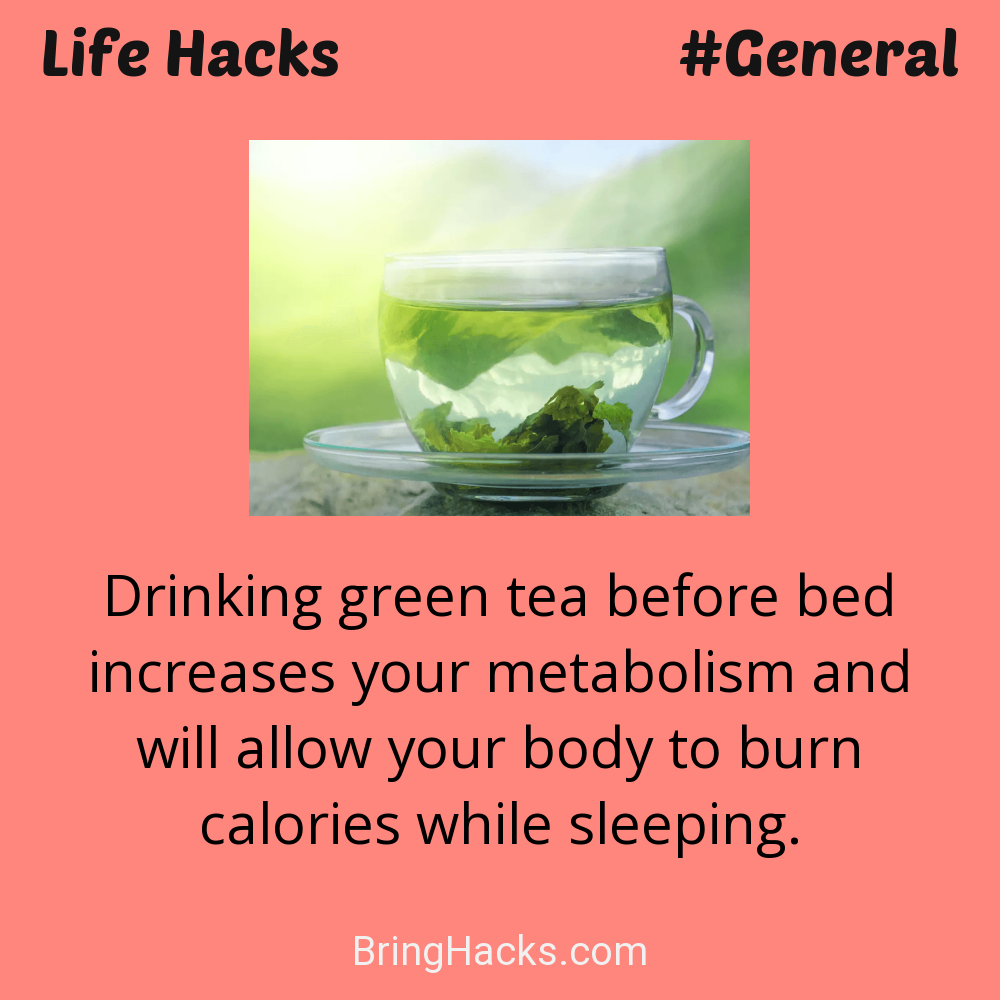 Life Hacks
#General
Drinking green tea before bed
increases your metabolism and
will allow your body to burn
calories while sleeping.
BringHacks.com